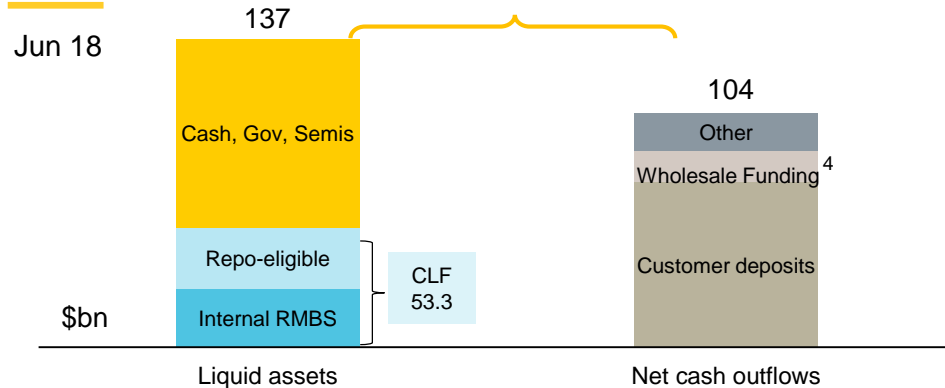 Jun 18
137
104
Cash, Gov, Semis
Other
Wholesale Funding 4
Repo-eligible
CLF
53.3
Customer deposits
Internal RMBS
$bn
Liquid assets
Net cash outflows